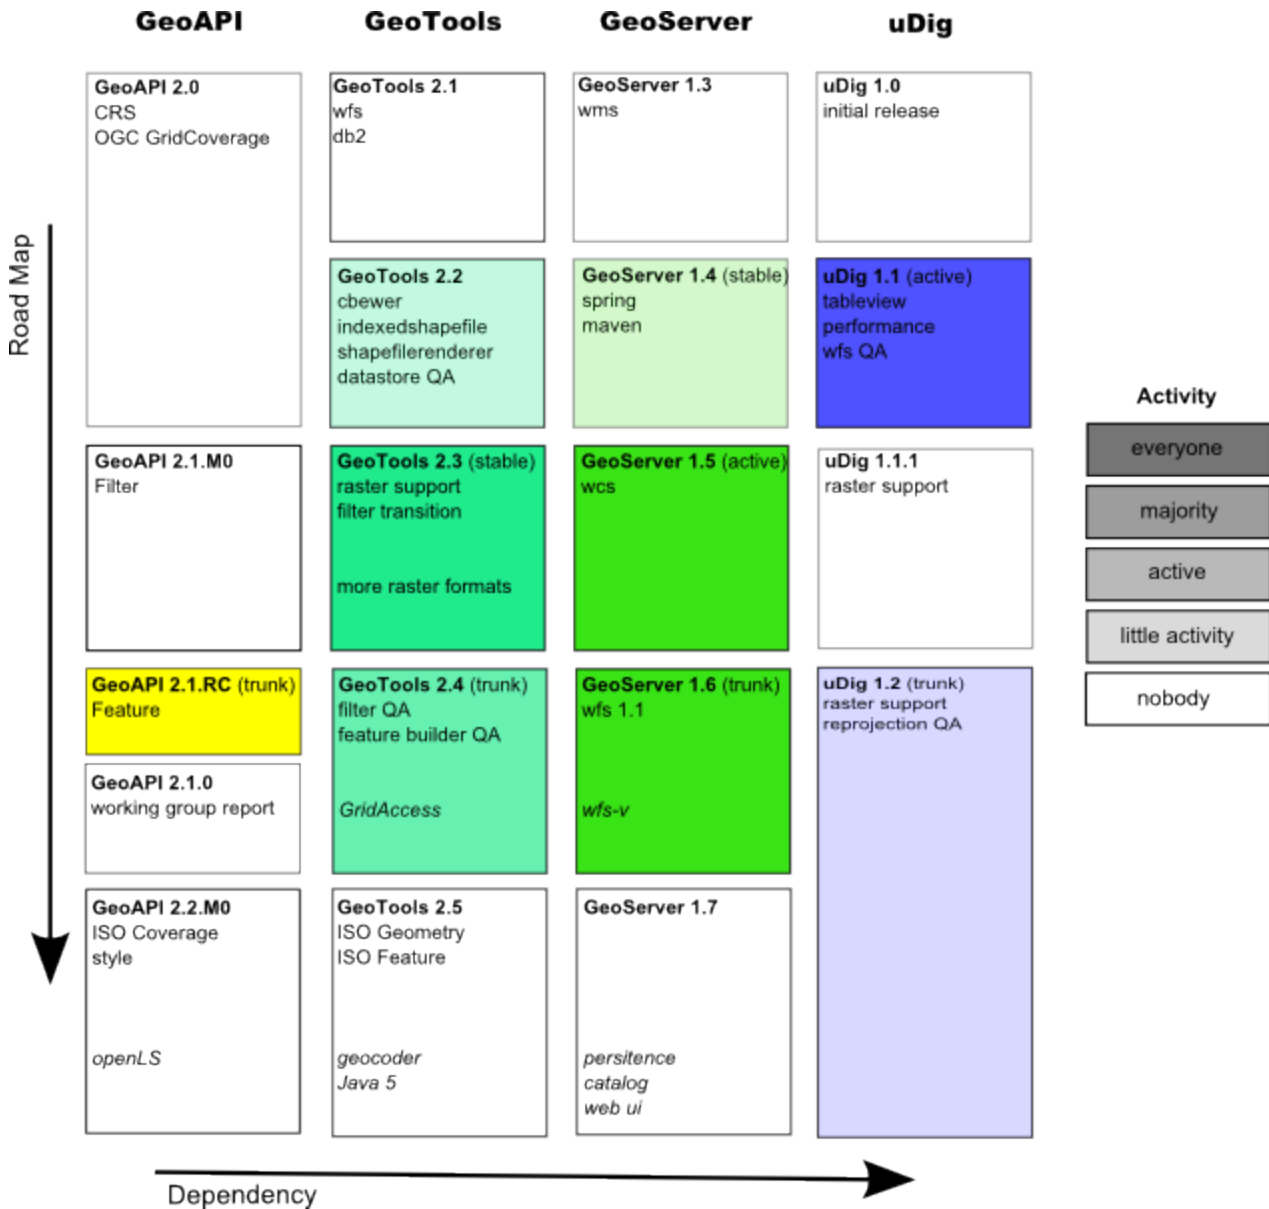 GeoAPI
GeoTools
GeoServer
uDig
Road Map
GeoAPI 2.0
CRS
OGC GridCoverage
GeoTools 2.1
wfs
db2
GeoServer 1.3
wms
uDig 1.0
initial release
GeoTools 2.2
cbewer
indexedshapefile
shapefilerenderer
datastore QA
GeoServer 1.4 (stable)
spring
maven
uDig 1.1 (active)
tableview
performance
wfs QA
GeoAPI 2.1.M0
Filter
GeoTools 2.3 (stable)
raster support
filter transition
more raster formats
GeoServer 1.5 (active)
wcs
uDig 1.1.1
raster support
GeoAPI 2.1.RC (trunk)
Feature
GeoAPI 2.1.0
working group report
GeoTools 2.4 (trunk)
filter QA
feature builder QA
GridAccess
GeoServer 1.6 (trunk)
wfs 1.1
wfs-v
uDig 1.2 (trunk)
raster support
reprojection QA
GeoAPI 2.2.M0
ISO Coverage
style
openLS
GeoTools 2.5
ISO Geometry
ISO Feature
geocoder
Java 5
GeoServer 1.7
persitence
catalog
web ui
Activity
everyone
majority
active
little activity
nobody
Dependency